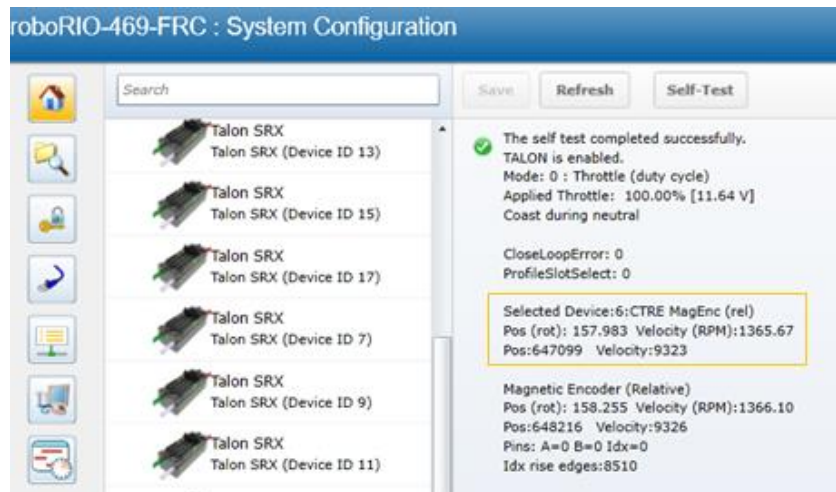 roboRIO-469-FRC : System Configuration
Search
Save Refresh Self-Test
Talon SRX
Talon SRX (Device ID 13)
Talon SRX
Talon SRX (Device ID 15)
Talon SRX
Talon SRX (Device ID 17)
Talon SRX
Talon SRX (Device ID 7)
Talon SRX
Talon SRX (Device ID 9)
Talon SRX
Talon SRX (Device ID 11)
The self test completed successfully.
TALON is enabled.
Mode: 0 : Throttle (duty cycle)
Applied Throttle: 100.00% [11.64 V]
Coast during neutral
CloseLoopError: 0
ProfileSlotSelect: 0
Selected Device:6:CTRE MagEnc (rel)
Pos (rot): 157.983 Velocity (RPM):1365.67
Pos:647099 Velocity:9323
Magnetic Encoder (Relative)
Pos (rot): 158.255 Velocity (RPM):1366.10
Pos:648216 Velocity:9326
Pins: A=0 B=0 Idx=0
Idx rise edges:8510